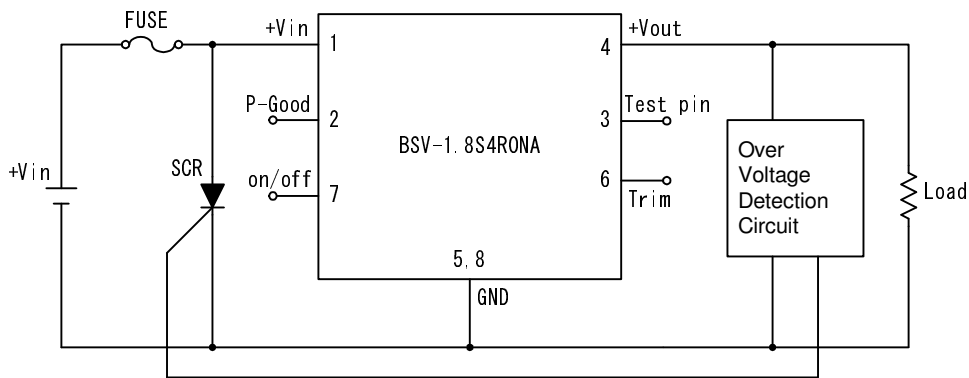 FUSE
+Vin
1
4
+Vout
P-Good
2
3
Test pin
BSV-1.8S4R0NA
SCR
on/off
7
6
Trim
+Vin
Over
Voltage
Detection
Circuit
Load
5,8
GND